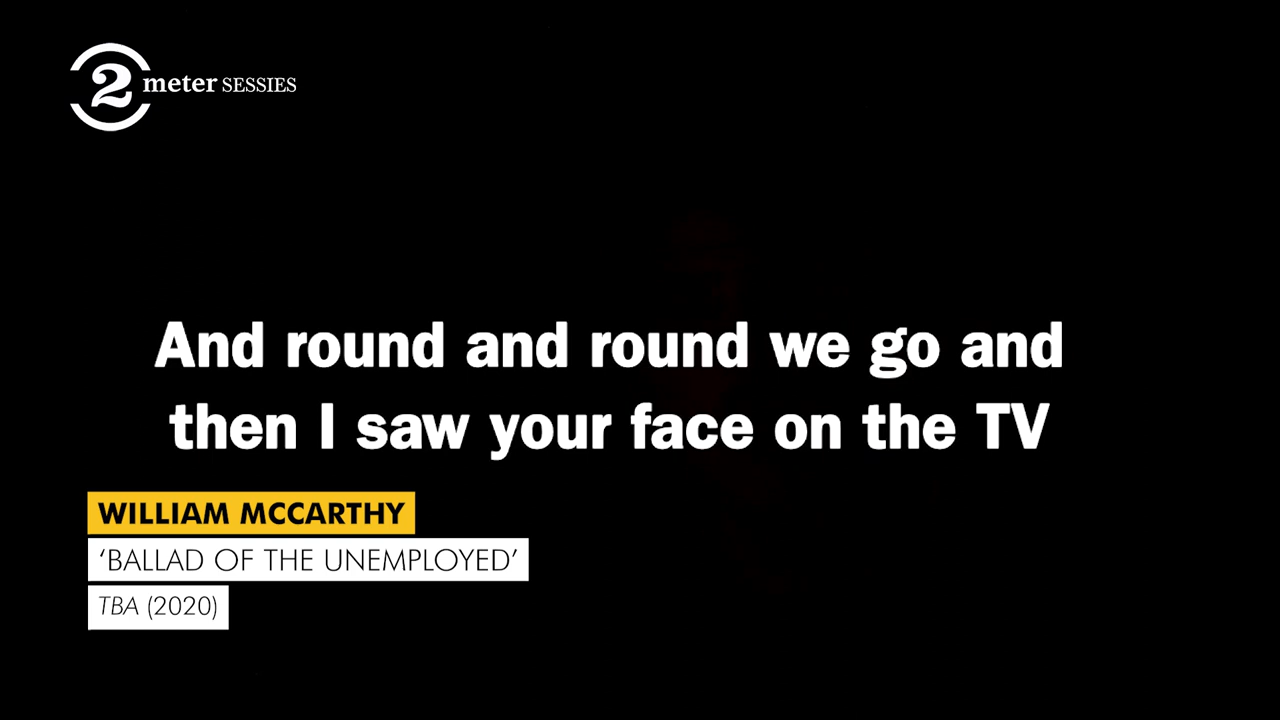 2 meter SESSIES
And round and round we go and
then I saw your face on the TV
WILLIAM MCCARTHY
‘BALLAD OF THE UNEMPLOYED’
TBA (2020)